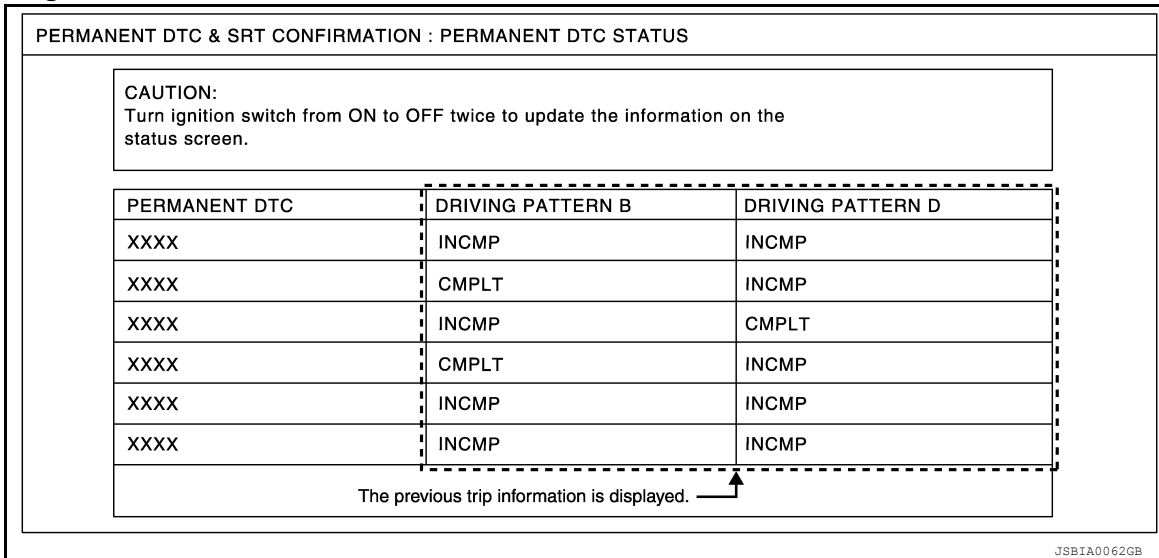 PERMANENT DTC & SRT CONFIRMATION : PERMANENT DTC STATUS
CAUTION:
Turn ignition switch from ON to OFF twice to update the information on the
status screen.
PERMANENT DTC DRIVING PATTERN B DRIVING PATTERN D
XXXX INCMP INCMP
XXXX CMPLT INCMP
XXXX INCMP CMPLT
XXXX CMPLT INCMP
XXXX INCMP INCMP
XXXX INCMP INCMP
The previous trip information is displayed.
JSBIA0062GB